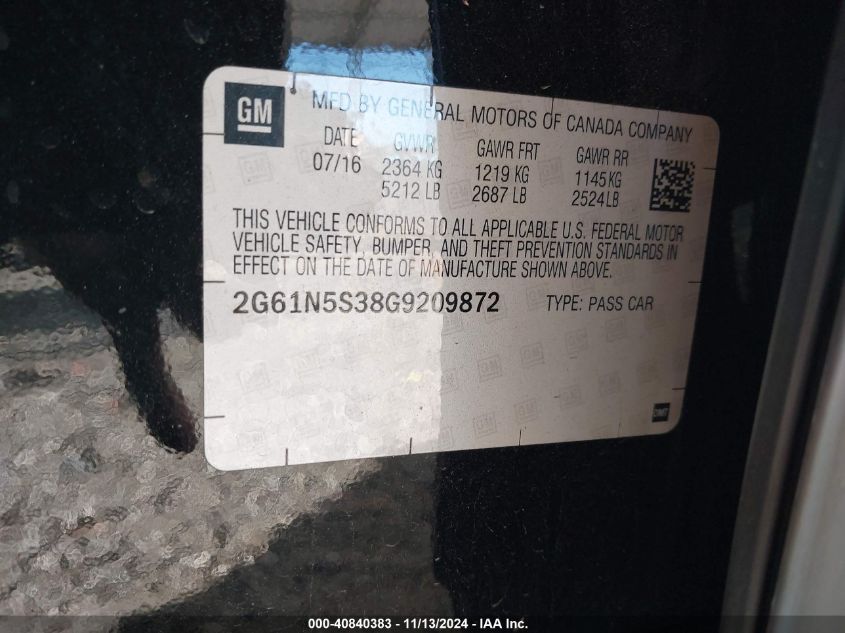 GM
MFD BY GENERAL MOTORS OF CANADA COMPANY
DATE GVWR GAWR FRT GAWR RR
07/16 2364 KG 1219 KG 1145 KG
5212 LB 2687 LB 2524 LB
THIS VEHICLE CONFORMS TO ALL APPLICABLE U.S. FEDERAL MOTOR
VEHICLE SAFETY, BUMPER, AND THEFT PREVENTION STANDARDS IN
EFFECT ON THE DATE OF MANUFACTURE SHOWN ABOVE.
2G61N5S38G9209872 TYPE: PASS CAR
000-40840383 - 11/13/2024 - IAA Inc.